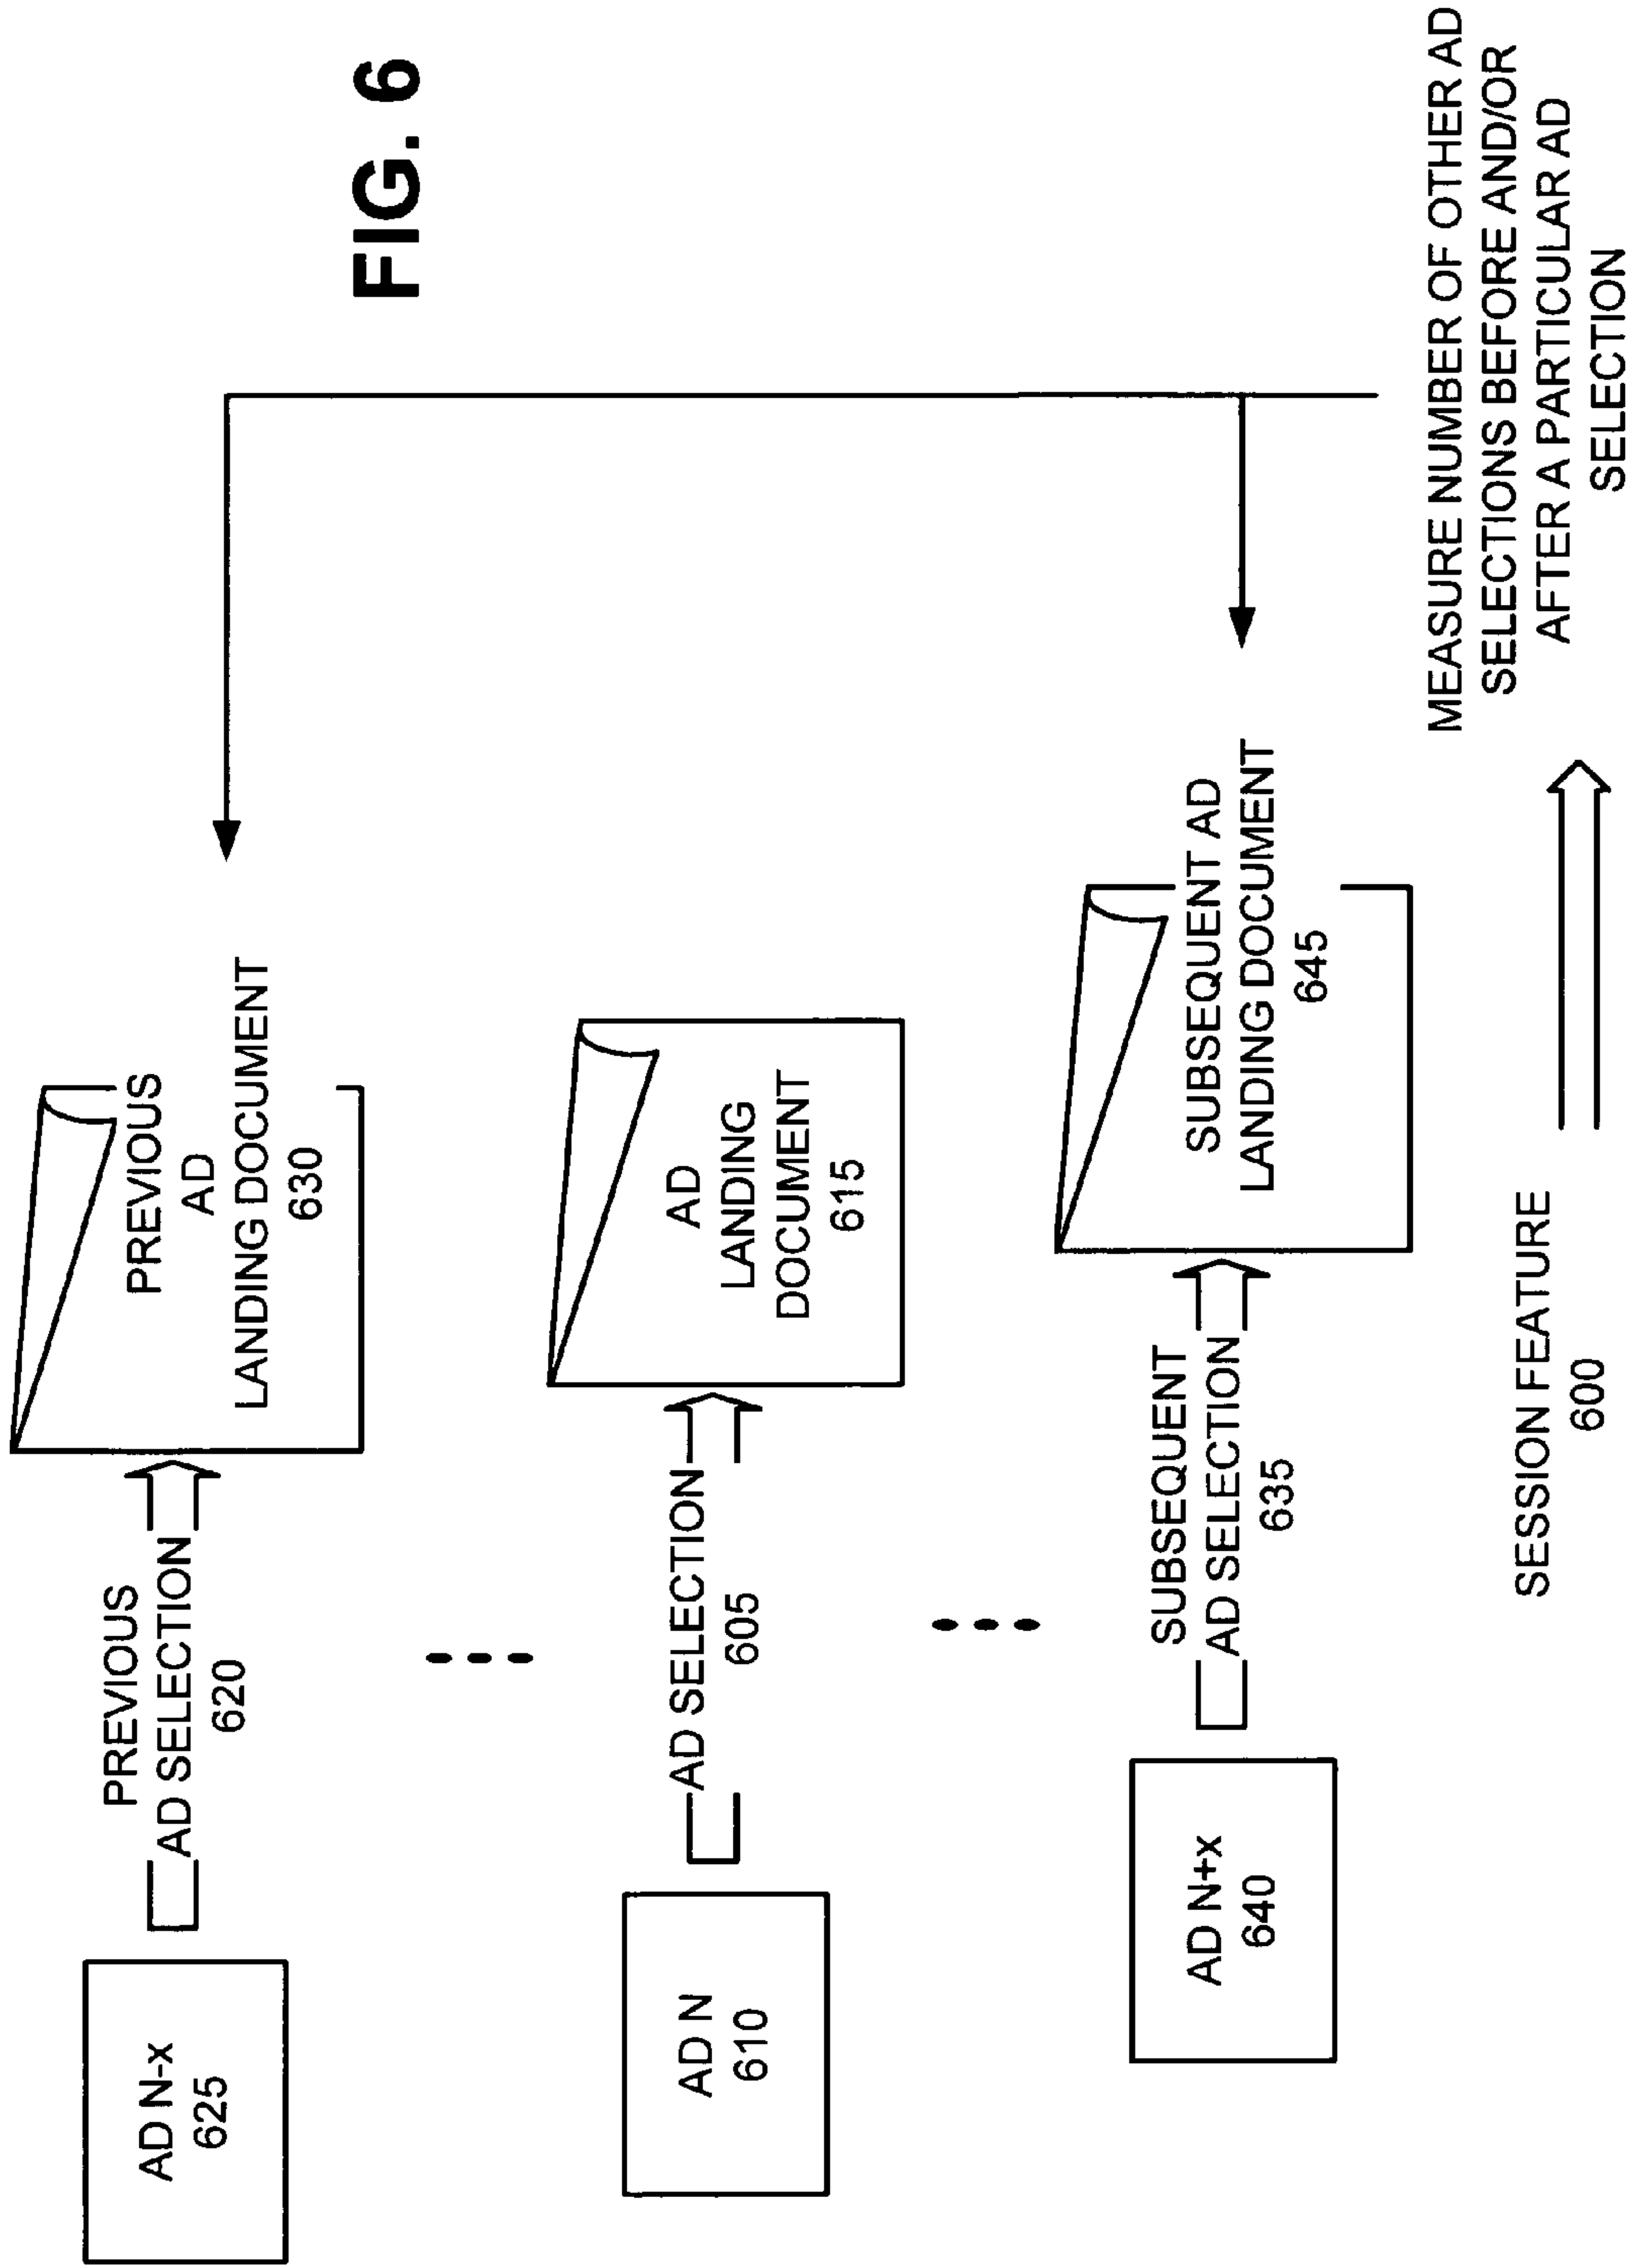 AD N-x
625
PREVIOUS
AD SELECTION
620
PREVIOUS
AD
LANDING DOCUMENT
630
FIG. 6
AD N
610
AD SELECTION
605
AD
LANDING
DOCUMENT
615
AD N+x
640
SUBSEQUENT
AD SELECTION
635
SUBSEQUENT AD
LANDING DOCUMENT
645
SESSION FEATURE
600
MEASURE NUMBER OF OTHER AD
SELECTIONS BEFORE AND/OR
AFTER A PARTICULAR AD
SELECTION